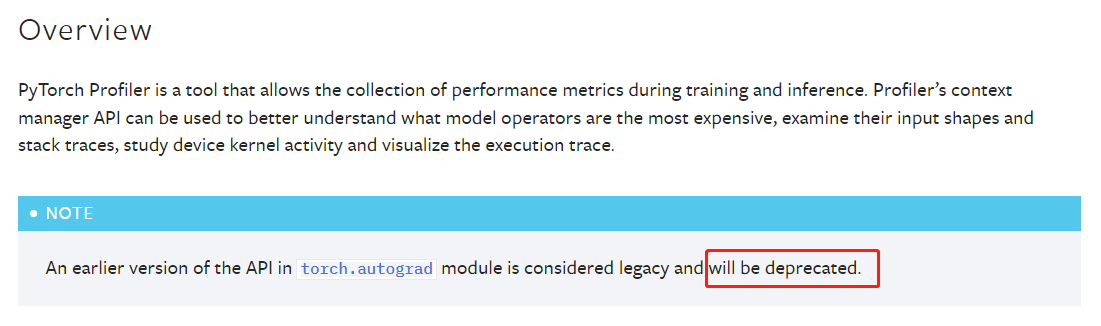 Overview
PyTorch Profiler is a tool that allows the collection of performance metrics during training and inference. Profiler’s context
manager API can be used to better understand what model operators are the most expensive, examine their input shapes and
stack traces, study device kernel activity and visualize the execution trace.
• NOTE
An earlier version of the API in torch.autograd module is considered legacy and will be deprecated.